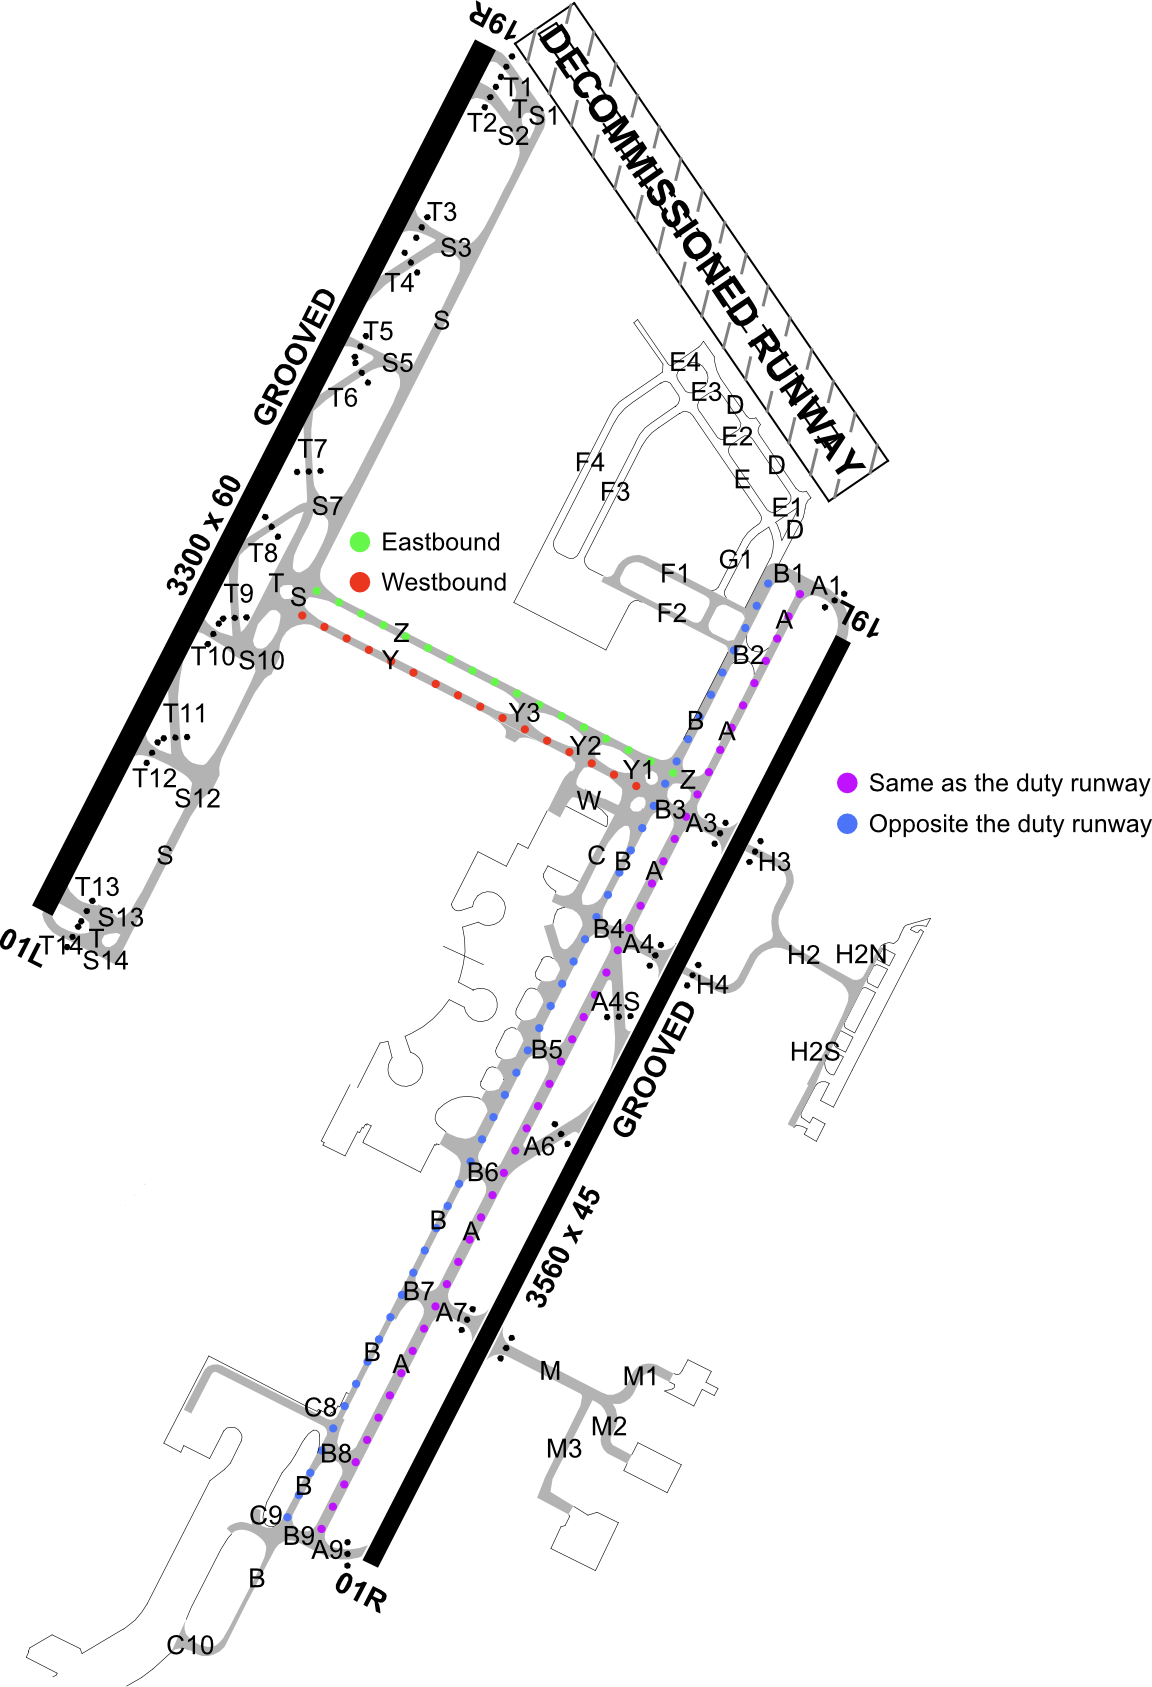 19R
DECOMMISSIONED RUNWAY
T1
T
S1
T2
S2
T3
S3
T4
S
T5
S5
T6
GROOVED
E4
E3
D
E2
T7
F4
D
E
F3
3300 x 60
S7
E1
D
Eastbound
T8
G1
Westbound
F1
B1
A1
T
T9
S
F2
A
19L
Z
T10
S10
Y
B2
T11
Y3
B
A
Y2
T12
Y1
Z
Same as the duty runway
S12
W
B3
A3
Opposite the duty runway
S
C
B
A
H3
T13
S13
B4
T14
T
A4
01L
S14
H2
H2N
H4
A4S
GROOVED
B5
H2S
A6
B6
3560 x 45
B
A
B7
A7
B
A
M
M1
C8
M2
B8
M3
B
C9
B9
A9
B
01R
C10